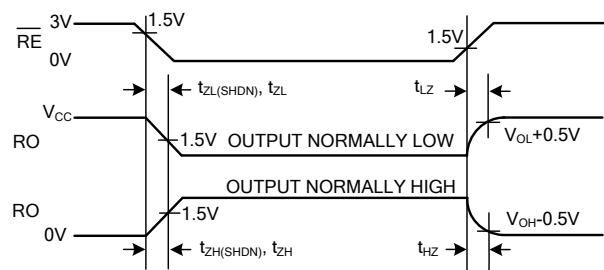 3V
1.5V
1.5V
RE
0V
tZL(SHDN), tZL
tLZ
VCC
RO
1.5V
OUTPUT NORMALLY LOW
VOL+0.5V
OUTPUT NORMALLY HIGH
RO
1.5V
VOH-0.5V
0V
tZH(SHDN), tZH
tHZ